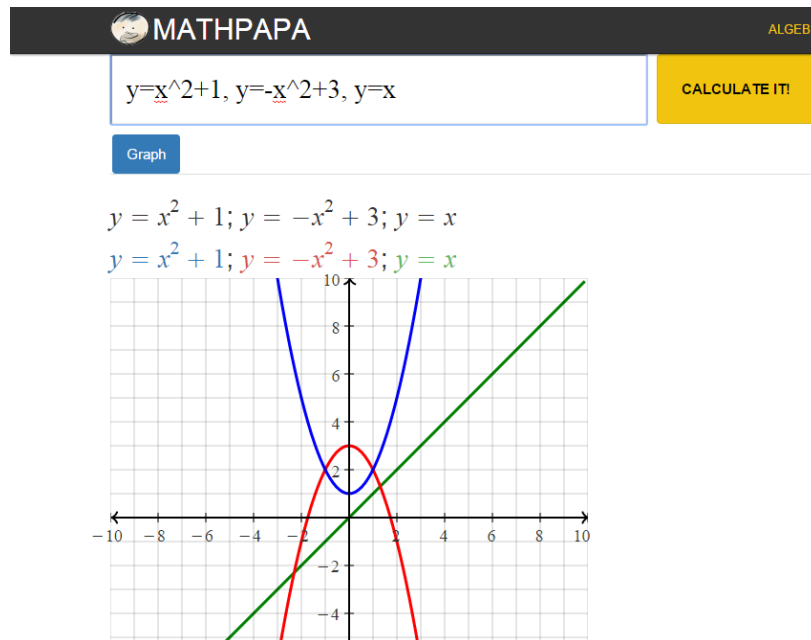 MATHPAPA
ALGEB
y=x^2+1, y=-x^2+3, y=x
CALCULATE IT!
Graph
y = x² + 1; y = −x² + 3; y = x
y = x² + 1; y = −x² + 3; y = x
10
8
6
4
2
−10 −8 −6 −4 −2 2 4 6 8 10
−2
−4